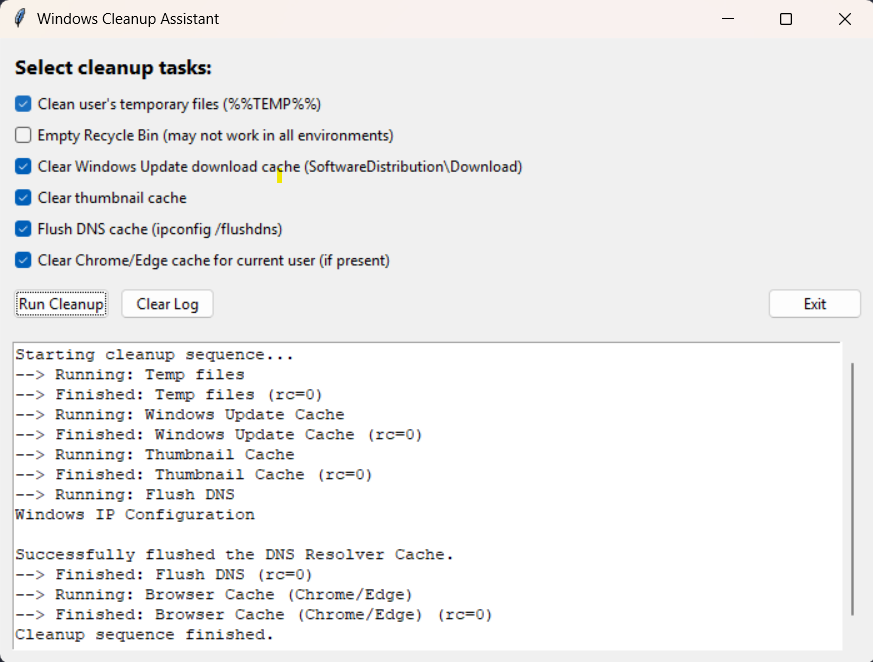 Windows Cleanup Assistant
Select cleanup tasks:
Clean user's temporary files (%%TEMP%%)
Empty Recycle Bin (may not work in all environments)
Clear Windows Update download cache (SoftwareDistribution\Download)
Clear thumbnail cache
Flush DNS cache (ipconfig /flushdns)
Clear Chrome/Edge cache for current user (if present)
Run Cleanup Clear Log Exit
Starting cleanup sequence...
--> Running: Temp files
--> Finished: Temp files (rc=0)
--> Running: Windows Update Cache
--> Finished: Windows Update Cache (rc=0)
--> Running: Thumbnail Cache
--> Finished: Thumbnail Cache (rc=0)
--> Running: Flush DNS
Windows IP Configuration
Successfully flushed the DNS Resolver Cache.
--> Finished: Flush DNS (rc=0)
--> Running: Browser Cache (Chrome/Edge)
--> Finished: Browser Cache (Chrome/Edge) (rc=0)
Cleanup sequence finished.